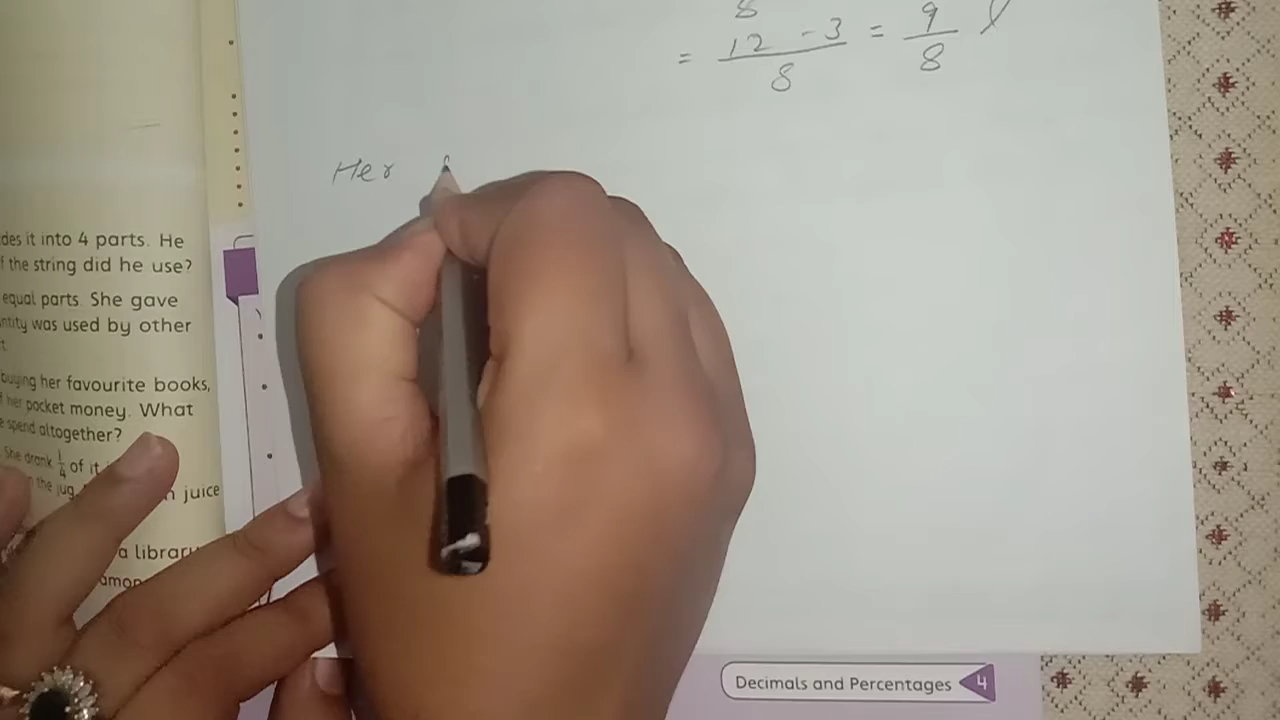 8
= 12 - 3 / 8 = 9 / 8 l
Her
des it into 4 parts. He
f the string did he use?
equal parts. She gave
ntity was used by other
t.
buying her favourite books,
f her pocket money. What
e spend altogether?
She drank 1/4 of it
n the jug. juice
a library
amon
Decimals and Percentages 4